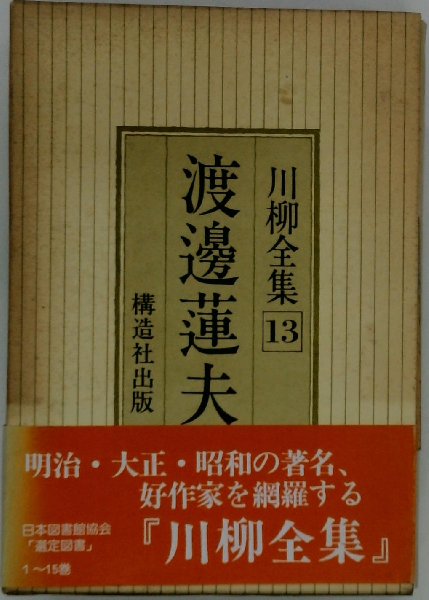 川柳全集 13
渡邊蓮夫
構造社出版
明治・大正・昭和の著名、
好作家を網羅する
『川柳全集』
日本図書館協会
「選定図書」
1〜15巻